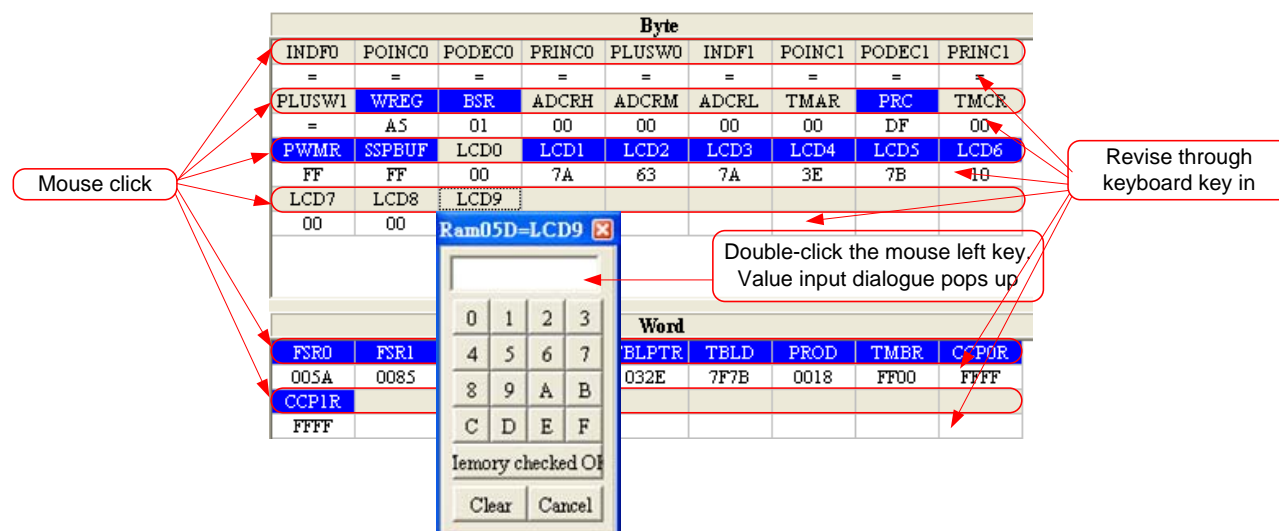 Byte
INDF0 POINC0 PODEC0 PRINC0 PLUSW0 INDF1 POINC1 PODEC1 PRINC1
= = = = = = = = =
PLUSW1 WREG BSR ADCRH ADCRM ADCRL TMAR PRC TMCR
= A5 01 00 00 00 00 DF 00
PWMR SSPBUF LCD0 LCD1 LCD2 LCD3 LCD4 LCD5 LCD6
FF FF 00 7A 63 7A 3E 7B 10
LCD7 LCD8 LCD9
00 00
Mouse click
Revise through
keyboard key in
Ram05D=LCD9
Double-click the mouse left key.
Value input dialogue pops up
0 1 2 3
4 5 6 7
8 9 A B
C D E F
Memory checked OK
Clear Cancel
Word
FSR0 FSR1 TBLPTR TBLD PROD TMBR CCP0R
005A 0085 032E 7F7B 0018 FF00 FFFF
CCP1R
FFFF